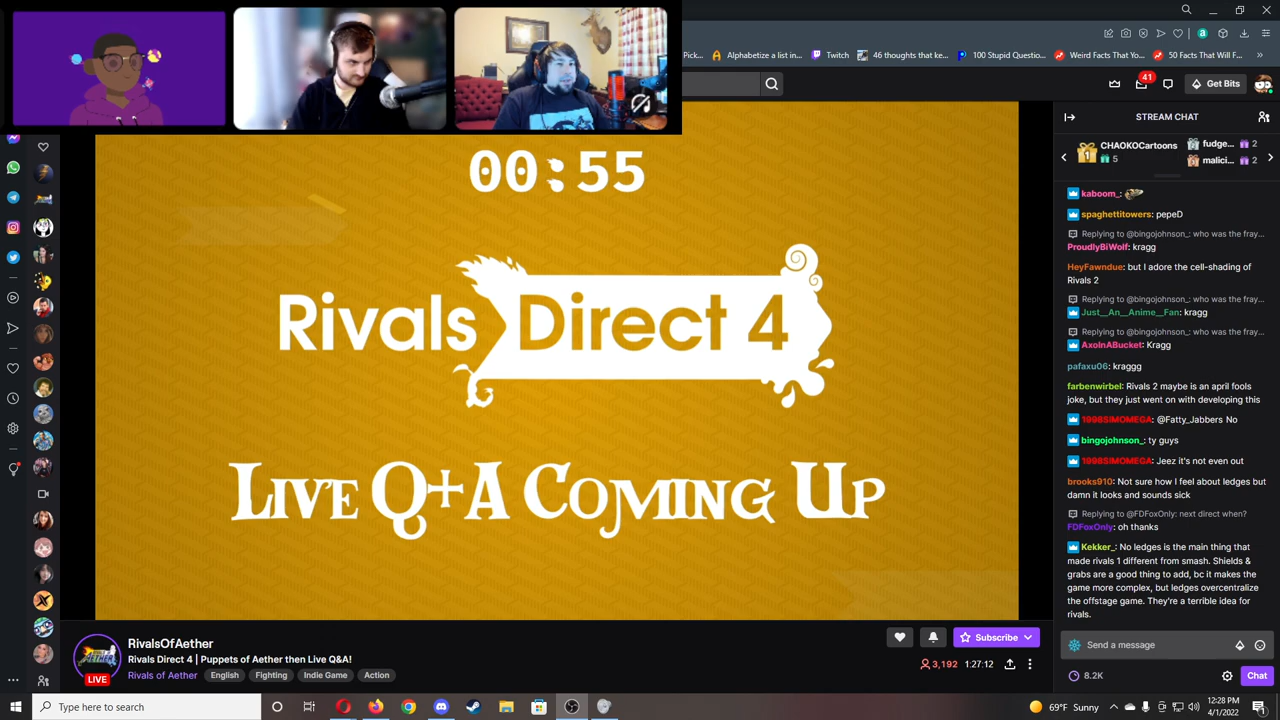 Pick...
Alphabetize a list in...
Twitch
46 thoughts that ke...
100 Stupid Question...
Weird Facts That Yo...
50 Facts That Will F...
41
Get Bits
STREAM CHAT
1
CHAOKOCartoons
5
fudge...
2
malici...
2
00:55
Rivals Direct 4
Live Q+A Coming Up
kaboom_:
spaghettitowers: pepeD
Replying to @bingojohnson_: who was the fray...
ProudlyBiWolf: kragg
HeyFawndue: but I adore the cell-shading of
Rivals 2
Replying to @bingojohnson_: who was the fray...
Just__An__Anime__Fan: kragg
Replying to @bingojohnson_: who was the fray...
AxolnABucket: Kragg
pafaxu06: kraggg
farbenwirbel: Rivals 2 maybe is an april fools
joke, but they just went on with developing this
1998SIMOMEGA: @Fatty_Jabbers No
bingojohnson_: ty guys
1998SIMOMEGA: Jeez it's not even out
brooks910: Not sure how I feel about ledges but
damn it looks and sounds sick
Replying to @FDFoxOnly: next direct when?
FDFoxOnly: oh thanks
Kekker_: No ledges is the main thing that
made rivals 1 different from smash. Shields &
grabs are a good thing to add, bc it makes the
game more complex, but ledges overcentralize
the offstage game. They're a terrible idea for
rivals.
Send a message
8.2K
Chat
AETHER
LIVE
RivalsOfAether
Rivals Direct 4 | Puppets of Aether then Live Q&A!
Rivals of Aether
English
Fighting
Indie Game
Action
Subscribe
3,192
1:27:12
Type here to search
69°F Sunny
12:28 PM
4/1/2022